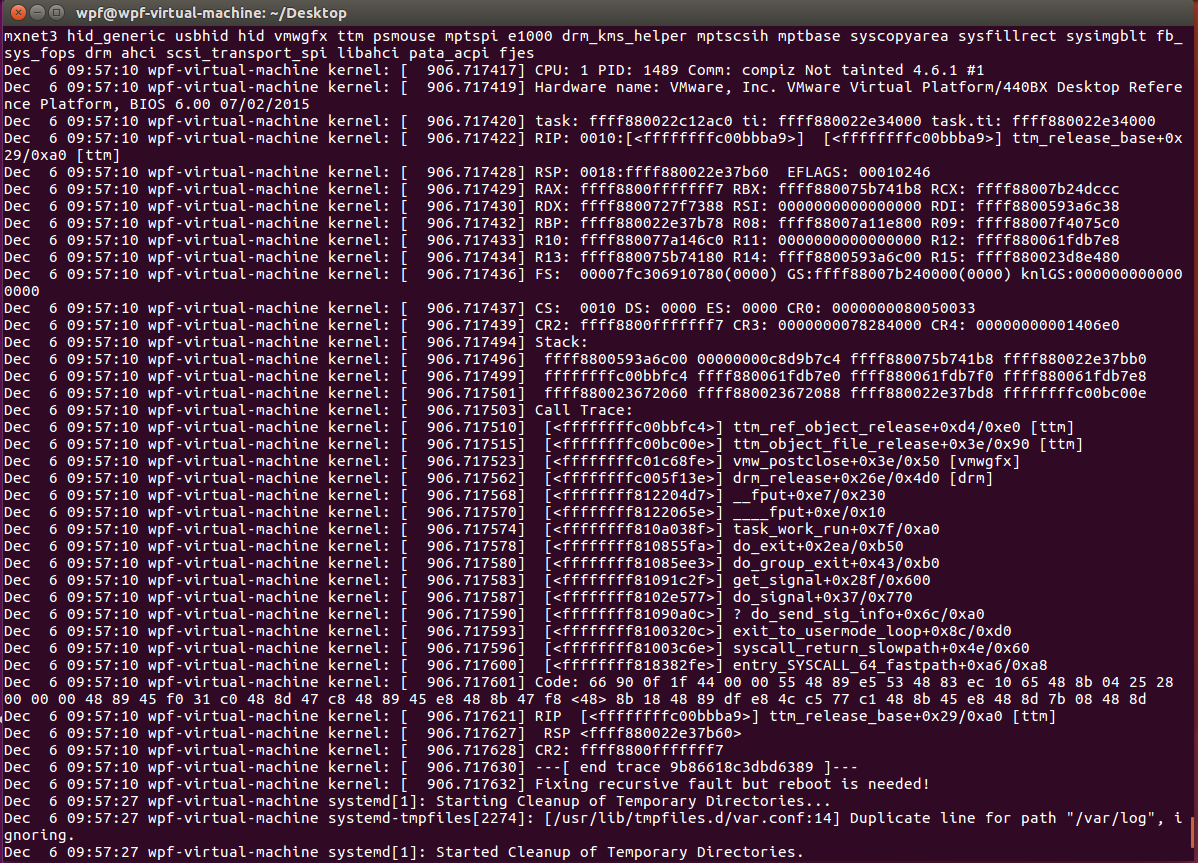 wpf@wpf-virtual-machine: ~/Desktop
mxnet3 hid_generic usbhid hid vmwgfx ttm psmouse mptspi e1000 drm_kms_helper mptscsih mptbase syscopyarea sysfillrect sysimgblt fb_
sys_fops drm ahci scsi_transport_spi libahci pata_acpi fjes
Dec  6 09:57:10 wpf-virtual-machine kernel: [  906.717417] CPU: 1 PID: 1489 Comm: compiz Not tainted 4.6.1 #1
Dec  6 09:57:10 wpf-virtual-machine kernel: [  906.717419] Hardware name: VMware, Inc. VMware Virtual Platform/440BX Desktop Refere
nce Platform, BIOS 6.00 07/02/2015
Dec  6 09:57:10 wpf-virtual-machine kernel: [  906.717420] task: ffff880022c12ac0 ti: ffff880022e34000 task.ti: ffff880022e34000
Dec  6 09:57:10 wpf-virtual-machine kernel: [  906.717422] RIP: 0010:[<ffffffffc00bbba9>]  [<ffffffffc00bbba9>] ttm_release_base+0x
29/0xa0 [ttm]
Dec  6 09:57:10 wpf-virtual-machine kernel: [  906.717428] RSP: 0018:ffff880022e37b60  EFLAGS: 00010246
Dec  6 09:57:10 wpf-virtual-machine kernel: [  906.717429] RAX: ffff8800fffffff7 RBX: ffff880075b741b8 RCX: ffff88007b24dccc
Dec  6 09:57:10 wpf-virtual-machine kernel: [  906.717430] RDX: ffff8800727f7388 RSI: 0000000000000000 RDI: ffff8800593a6c38
Dec  6 09:57:10 wpf-virtual-machine kernel: [  906.717432] RBP: ffff880022e37b78 R08: ffff88007a11e800 R09: ffff88007f4075c0
Dec  6 09:57:10 wpf-virtual-machine kernel: [  906.717433] R10: ffff880077a146c0 R11: 0000000000000000 R12: ffff880061fdb7e8
Dec  6 09:57:10 wpf-virtual-machine kernel: [  906.717434] R13: ffff880075b74180 R14: ffff8800593a6c00 R15: ffff880023d8e480
Dec  6 09:57:10 wpf-virtual-machine kernel: [  906.717436] FS:  00007fc306910780(0000) GS:ffff88007b240000(0000) knlGS:000000000000
0000
Dec  6 09:57:10 wpf-virtual-machine kernel: [  906.717437] CS:  0010 DS: 0000 ES: 0000 CR0: 0000000080050033
Dec  6 09:57:10 wpf-virtual-machine kernel: [  906.717439] CR2: ffff8800fffffff7 CR3: 0000000078284000 CR4: 00000000001406e0
Dec  6 09:57:10 wpf-virtual-machine kernel: [  906.717494] Stack:
Dec  6 09:57:10 wpf-virtual-machine kernel: [  906.717496]  ffff8800593a6c00 00000000c8d9b7c4 ffff880075b741b8 ffff880022e37bb0
Dec  6 09:57:10 wpf-virtual-machine kernel: [  906.717499]  ffffffffc00bbfc4 ffff880061fdb7e0 ffff880061fdb7f0 ffff880061fdb7e8
Dec  6 09:57:10 wpf-virtual-machine kernel: [  906.717501]  ffff880023672060 ffff880023672088 ffff880022e37bd8 ffffffffc00bc00e
Dec  6 09:57:10 wpf-virtual-machine kernel: [  906.717503] Call Trace:
Dec  6 09:57:10 wpf-virtual-machine kernel: [  906.717510]  [<ffffffffc00bbfc4>] ttm_ref_object_release+0xd4/0xe0 [ttm]
Dec  6 09:57:10 wpf-virtual-machine kernel: [  906.717515]  [<ffffffffc00bc00e>] ttm_object_file_release+0x3e/0x90 [ttm]
Dec  6 09:57:10 wpf-virtual-machine kernel: [  906.717523]  [<ffffffffc01c68fe>] vmw_postclose+0x3e/0x50 [vmwgfx]
Dec  6 09:57:10 wpf-virtual-machine kernel: [  906.717562]  [<ffffffffc005f13e>] drm_release+0x26e/0x4d0 [drm]
Dec  6 09:57:10 wpf-virtual-machine kernel: [  906.717568]  [<ffffffff812204d7>] __fput+0xe7/0x230
Dec  6 09:57:10 wpf-virtual-machine kernel: [  906.717570]  [<ffffffff8122065e>] ____fput+0xe/0x10
Dec  6 09:57:10 wpf-virtual-machine kernel: [  906.717574]  [<ffffffff810a038f>] task_work_run+0x7f/0xa0
Dec  6 09:57:10 wpf-virtual-machine kernel: [  906.717578]  [<ffffffff810855fa>] do_exit+0x2ea/0xb50
Dec  6 09:57:10 wpf-virtual-machine kernel: [  906.717580]  [<ffffffff81085ee3>] do_group_exit+0x43/0xb0
Dec  6 09:57:10 wpf-virtual-machine kernel: [  906.717583]  [<ffffffff81091c2f>] get_signal+0x28f/0x600
Dec  6 09:57:10 wpf-virtual-machine kernel: [  906.717587]  [<ffffffff8102e577>] do_signal+0x37/0x770
Dec  6 09:57:10 wpf-virtual-machine kernel: [  906.717590]  [<ffffffff81090a0c>] ? do_send_sig_info+0x6c/0xa0
Dec  6 09:57:10 wpf-virtual-machine kernel: [  906.717593]  [<ffffffff8100320c>] exit_to_usermode_loop+0x8c/0xd0
Dec  6 09:57:10 wpf-virtual-machine kernel: [  906.717596]  [<ffffffff81003c6e>] syscall_return_slowpath+0x4e/0x60
Dec  6 09:57:10 wpf-virtual-machine kernel: [  906.717600]  [<ffffffff818382fe>] entry_SYSCALL_64_fastpath+0xa6/0xa8
Dec  6 09:57:10 wpf-virtual-machine kernel: [  906.717601] Code: 66 90 0f 1f 44 00 00 55 48 89 e5 53 48 83 ec 10 65 48 8b 04 25 28
00 00 00 48 89 45 f0 31 c0 48 8d 47 c8 48 89 45 e8 48 8b 47 f8 <48> 8b 18 48 89 df e8 4c c5 77 c1 48 8b 45 e8 48 8d 7b 08 48 8d
Dec  6 09:57:10 wpf-virtual-machine kernel: [  906.717621] RIP  [<ffffffffc00bbba9>] ttm_release_base+0x29/0xa0 [ttm]
Dec  6 09:57:10 wpf-virtual-machine kernel: [  906.717627]  RSP <ffff880022e37b60>
Dec  6 09:57:10 wpf-virtual-machine kernel: [  906.717628] CR2: ffff8800fffffff7
Dec  6 09:57:10 wpf-virtual-machine kernel: [  906.717630] ---[ end trace 9b86618c3dbd6389 ]---
Dec  6 09:57:10 wpf-virtual-machine kernel: [  906.717632] Fixing recursive fault but reboot is needed!
Dec  6 09:57:27 wpf-virtual-machine systemd[1]: Starting Cleanup of Temporary Directories...
Dec  6 09:57:27 wpf-virtual-machine systemd-tmpfiles[2274]: [/usr/lib/tmpfiles.d/var.conf:14] Duplicate line for path "/var/log", i
gnoring.
Dec  6 09:57:27 wpf-virtual-machine systemd[1]: Started Cleanup of Temporary Directories.